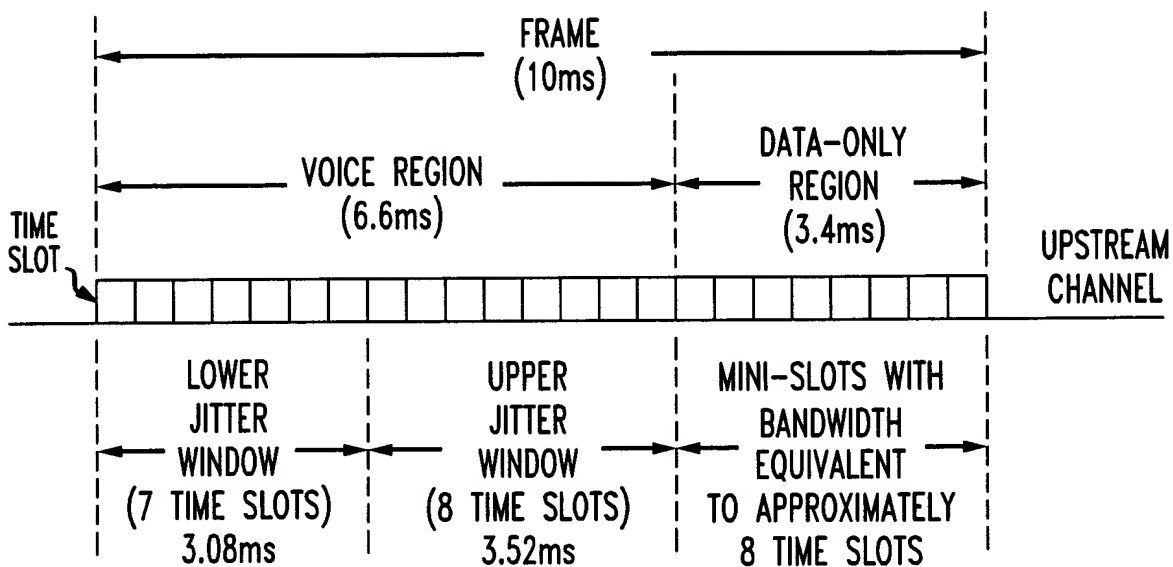 FRAME
(10ms)
VOICE REGION
(6.6ms)
DATA-ONLY
REGION
(3.4ms)
TIME
SLOT
UPSTREAM
CHANNEL
LOWER
JITTER
WINDOW
(7 TIME SLOTS)
3.08ms
UPPER
JITTER
WINDOW
(8 TIME SLOTS)
3.52ms
MINI-SLOTS WITH
BANDWIDTH
EQUIVALENT
TO APPROXIMATELY
8 TIME SLOTS